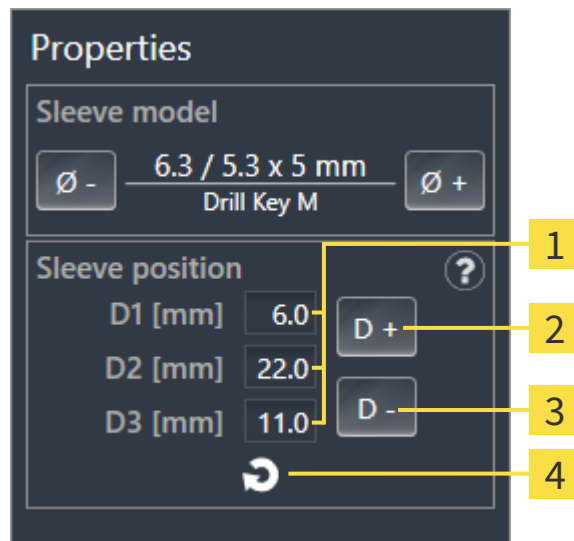 Properties
Sleeve model
Ø - 6.3 / 5.3 x 5 mm Ø +
Drill Key M
Sleeve position ?
D1 [mm] 6.0
D2 [mm] 22.0
D3 [mm] 11.0
D +
D -
1
2
3
4